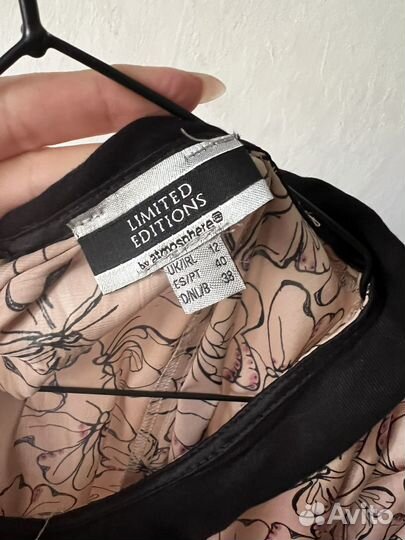 LIMITED
EDITIONS
by atmosphere
UK/IRL 12
ES/PT 40
D/NL/B 38
Avito